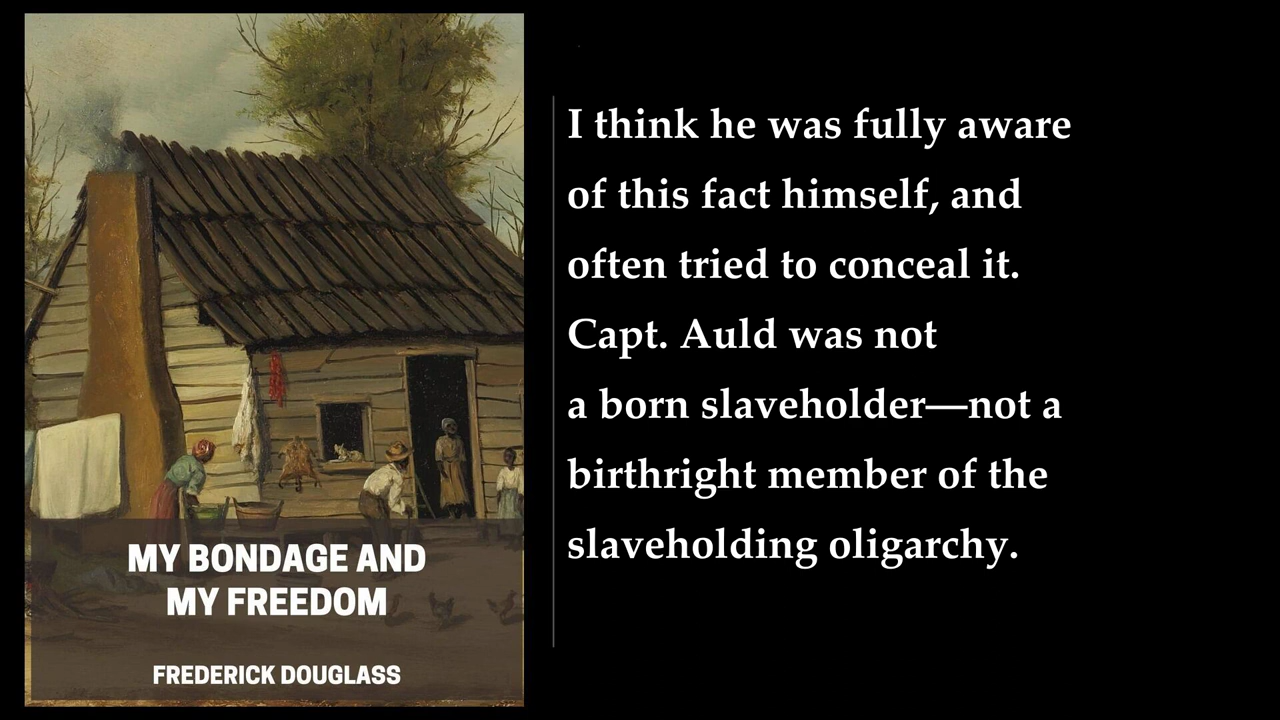 MY BONDAGE AND
MY FREEDOM
FREDERICK DOUGLASS
I think he was fully aware
of this fact himself, and
often tried to conceal it.
Capt. Auld was not
a born slaveholder—not a
birthright member of the
slaveholding oligarchy.